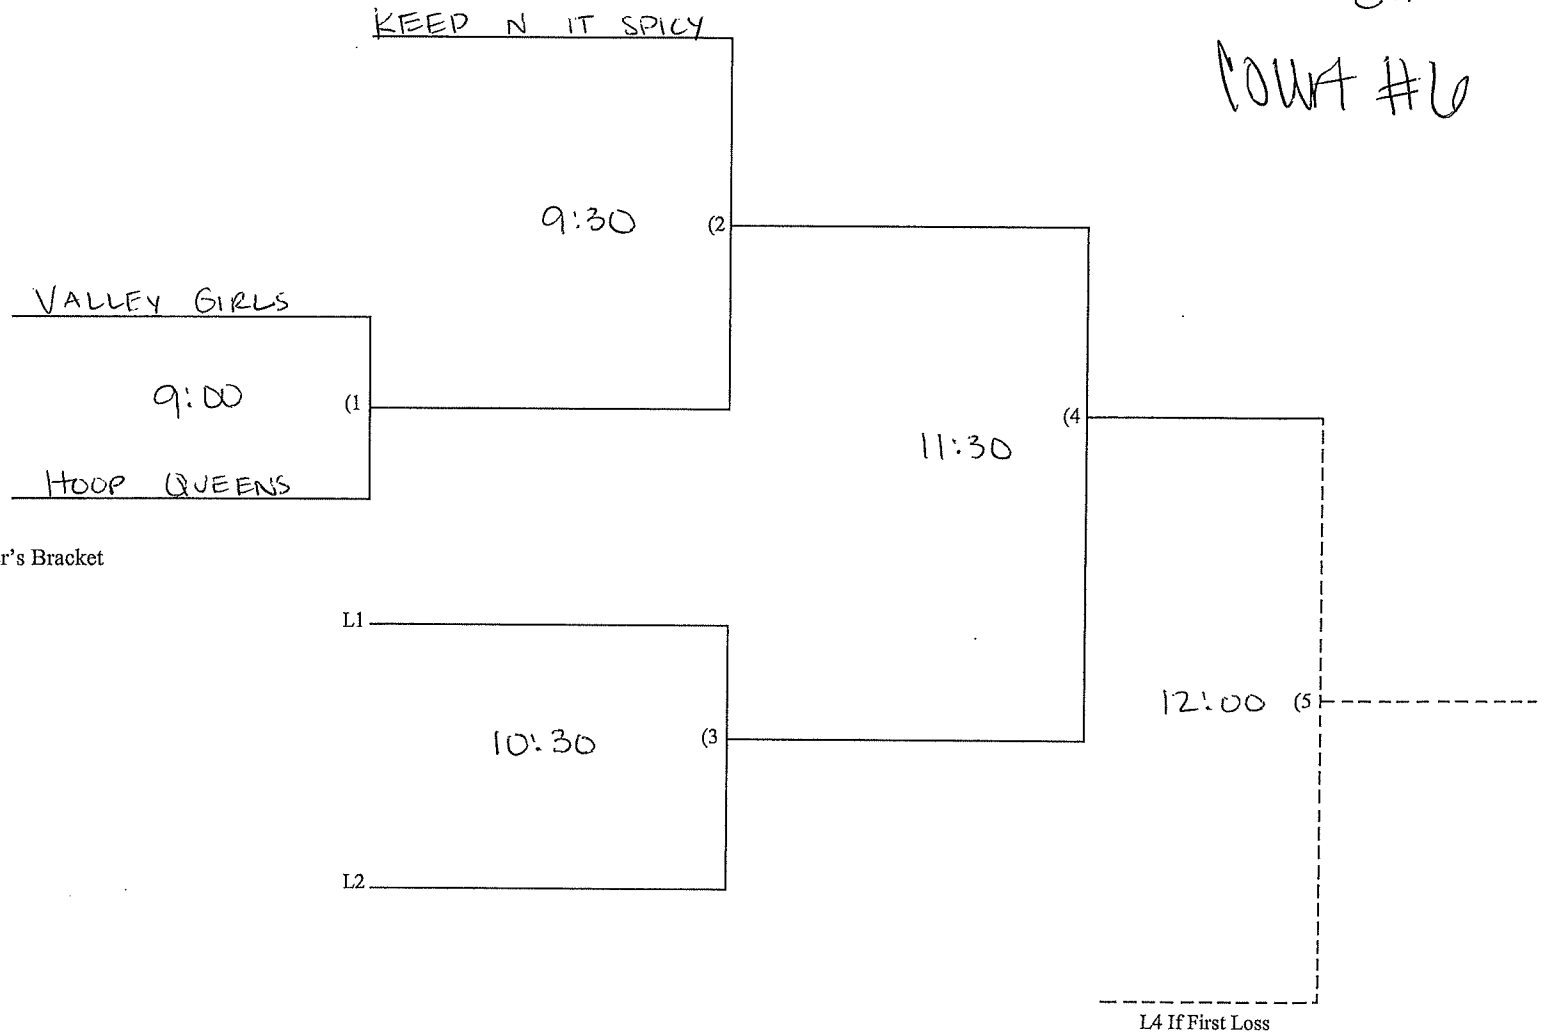 KEEP N IT SPICY
COURT #6
9:30
(2
VALLEY GIRLS
9:00
(1
(4
11:30
HOOP QUEENS
r's Bracket
L1
12:00 (5
10:30
(3
L2
L4 If First Loss